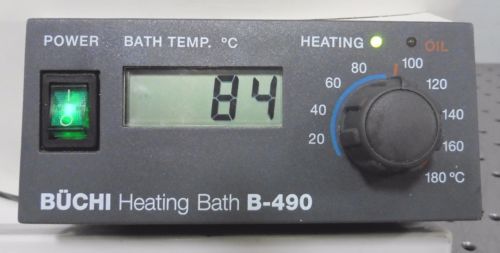 POWER BATH TEMP. °C HEATING OIL
84
20 40 60 80 100 120 140 160 180 °C
BÜCHI Heating Bath B-490